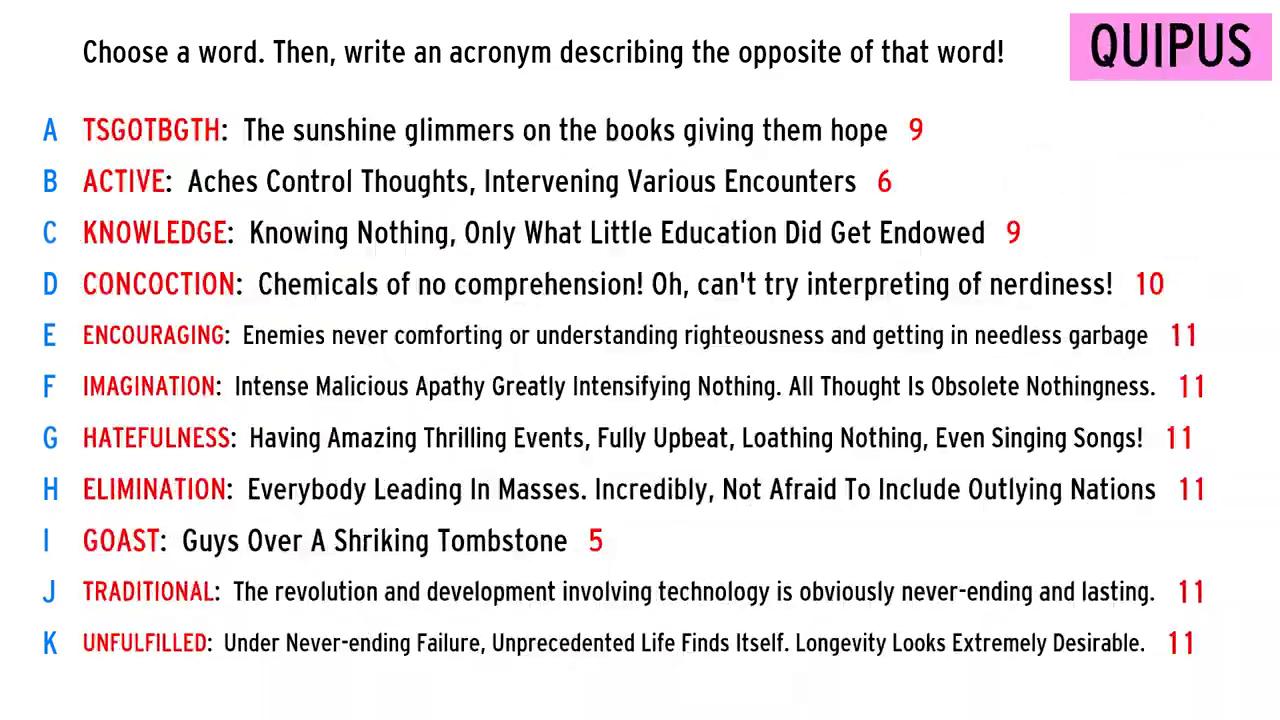 Choose a word. Then, write an acronym describing the opposite of that word!
QUIPUS
A TSGOTBGTH: The sunshine glimmers on the books giving them hope 9
B ACTIVE: Aches Control Thoughts, Intervening Various Encounters 6
C KNOWLEDGE: Knowing Nothing, Only What Little Education Did Get Endowed 9
D CONCOCTION: Chemicals of no comprehension! Oh, can't try interpreting of nerdiness! 10
E ENCOURAGING: Enemies never comforting or understanding righteousness and getting in needless garbage 11
F IMAGINATION: Intense Malicious Apathy Greatly Intensifying Nothing. All Thought Is Obsolete Nothingness. 11
G HATEFULNESS: Having Amazing Thrilling Events, Fully Upbeat, Loathing Nothing, Even Singing Songs! 11
H ELIMINATION: Everybody Leading In Masses. Incredibly, Not Afraid To Include Outlying Nations 11
I GOAST: Guys Over A Shriking Tombstone 5
J TRADITIONAL: The revolution and development involving technology is obviously never-ending and lasting. 11
K UNFULFILLED: Under Never-ending Failure, Unprecedented Life Finds Itself. Longevity Looks Extremely Desirable. 11